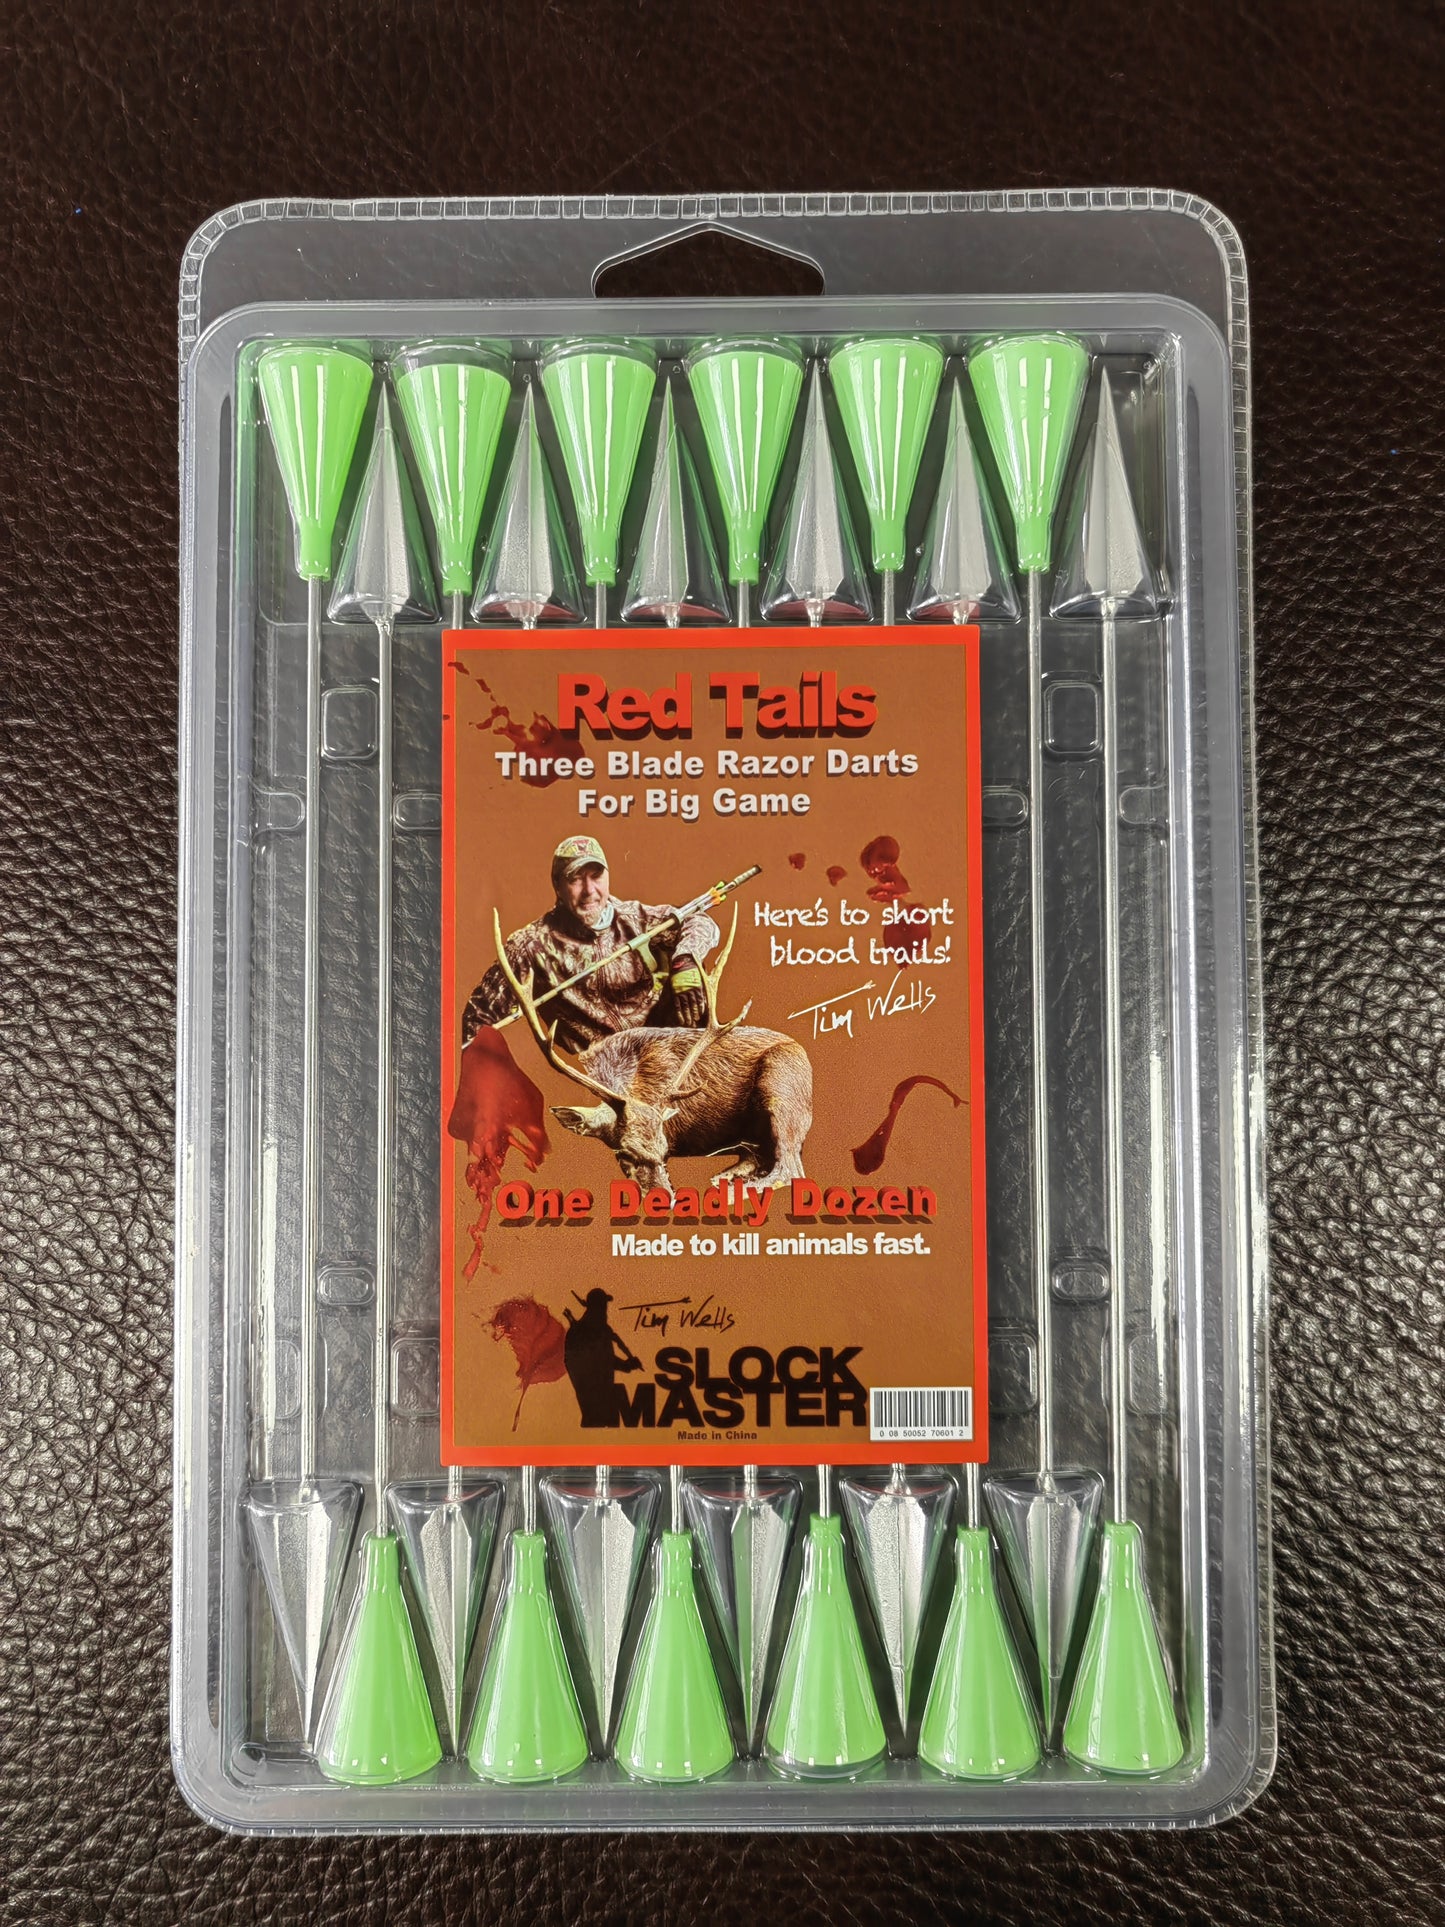 Red Tails
Three Blade Razor Darts
For Big Game
Here's to short
blood trails!
Tim Wells
One Deadly Dozen
Made to kill animals fast.
Tim Wells
SLOCK
MASTER
Made in China
0 08 50052 70601 2